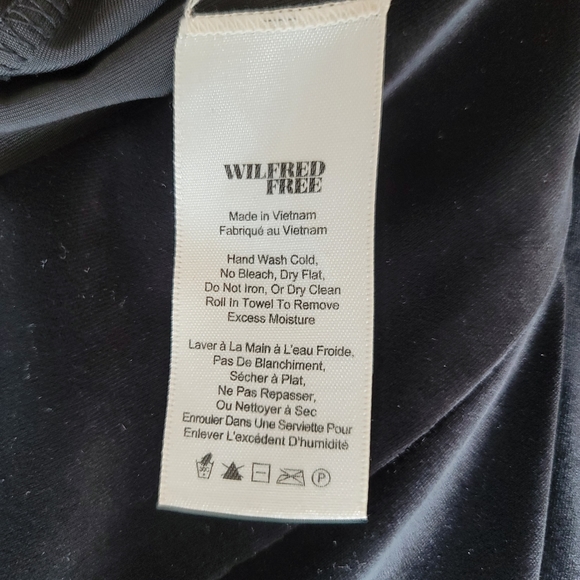 WILFRED
FREE
Made in Vietnam
Fabriqué au Vietnam
Hand Wash Cold,
No Bleach, Dry Flat,
Do Not Iron, Or Dry Clean
Roll In Towel To Remove
Excess Moisture
Laver à La Main à L'eau Froide,
Pas De Blanchiment,
Sécher à Plat,
Ne Pas Repasser,
Ou Nettoyer à Sec
Enrouler Dans Une Serviette Pour
Enlever L'excédent D'humidité
P